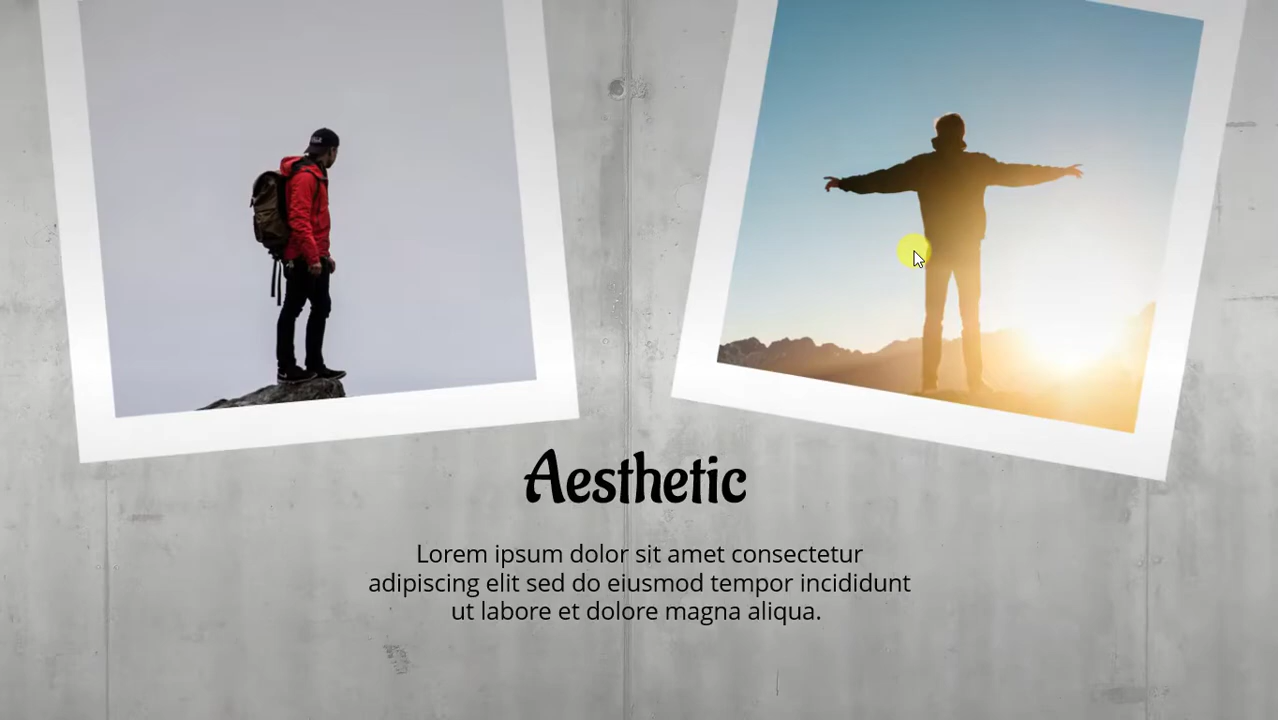 Aesthetic
Lorem ipsum dolor sit amet consectetur
adipiscing elit sed do eiusmod tempor incididunt
ut labore et dolore magna aliqua.